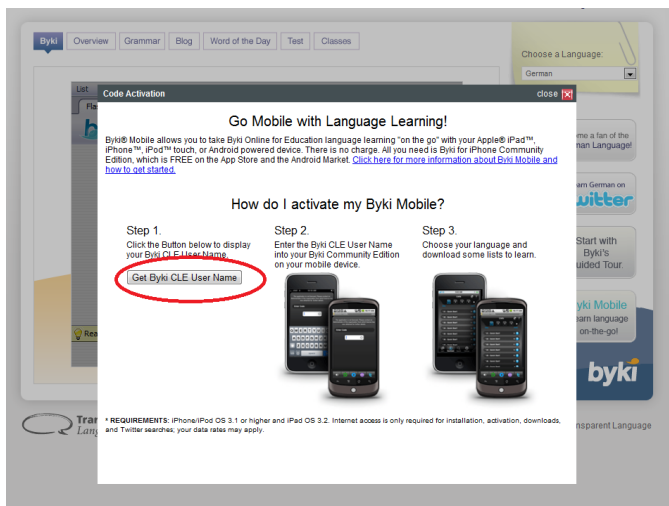 Byki Overview Grammar Blog Word of the Day Test Classes
Choose a Language:
German
List
Code Activation
close
Go Mobile with Language Learning!
Byki® Mobile allows you to take Byki Online for Education language learning "on the go" with your Apple® iPad™,
iPhone™, iPod™ touch, or Android powered device. There is no charge. All you need is Byki for iPhone Community
Edition, which is FREE on the App Store and the Android Market. Click here for more information about Byki Mobile and
how to get started.
me a fan of the
man Language!
How do I activate my Byki Mobile?
Step 1.
Click the Button below to display
your Byki CLE User Name.
Get Byki CLE User Name
Step 2.
Enter the Byki CLE User Name
into your Byki Community Edition
on your mobile device.
Step 3.
Choose your language and
download some lists to learn.
arn German on
witter
Start with
Byki's
uided Tour.
yki Mobile
earn language
on-the-go!
Rea
byki
Tran
Lang
* REQUIREMENTS: iPhone/iPod OS 3.1 or higher and iPad OS 3.2. Internet access is only required for installation, activation, downloads,
and Twitter searches; your data rates may apply.
nsparent Language